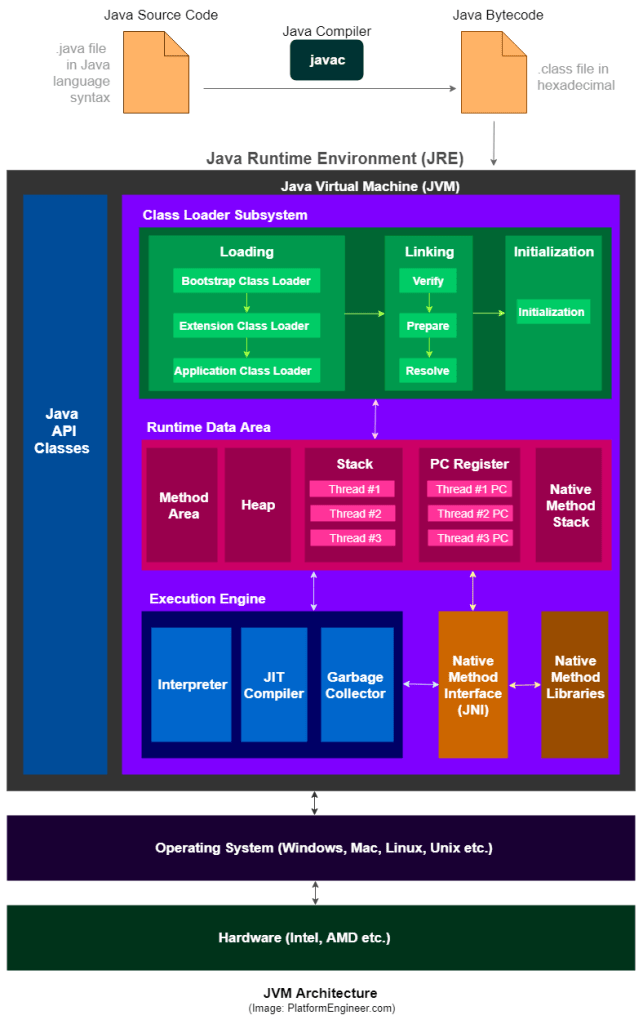 Java Source Code
Java Bytecode
Java Compiler
.java file
in Java
language
syntax
javac
.class file in
hexadecimal
Java Runtime Environment (JRE)
Java Virtual Machine (JVM)
Java
API
Classes
Class Loader Subsystem
Loading
Bootstrap Class Loader
Extension Class Loader
Application Class Loader
Linking
Verify
Prepare
Resolve
Initialization
Initialization
Runtime Data Area
Method
Area
Heap
Stack
Thread #1
Thread #2
Thread #3
PC Register
Thread #1 PC
Thread #2 PC
Thread #3 PC
Native
Method
Stack
Execution Engine
Interpreter
JIT
Compiler
Garbage
Collector
Native
Method
Interface
(JNI)
Native
Method
Libraries
Operating System (Windows, Mac, Linux, Unix etc.)
Hardware (Intel, AMD etc.)
JVM Architecture
(Image: PlatformEngineer.com)